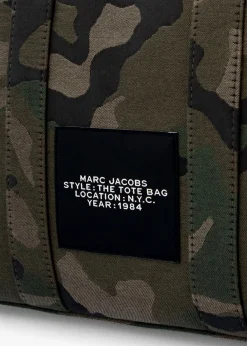 MARC JACOBS
STYLE: THE TOTE BAG
LOCATION: N.Y.C.
YEAR: 1984